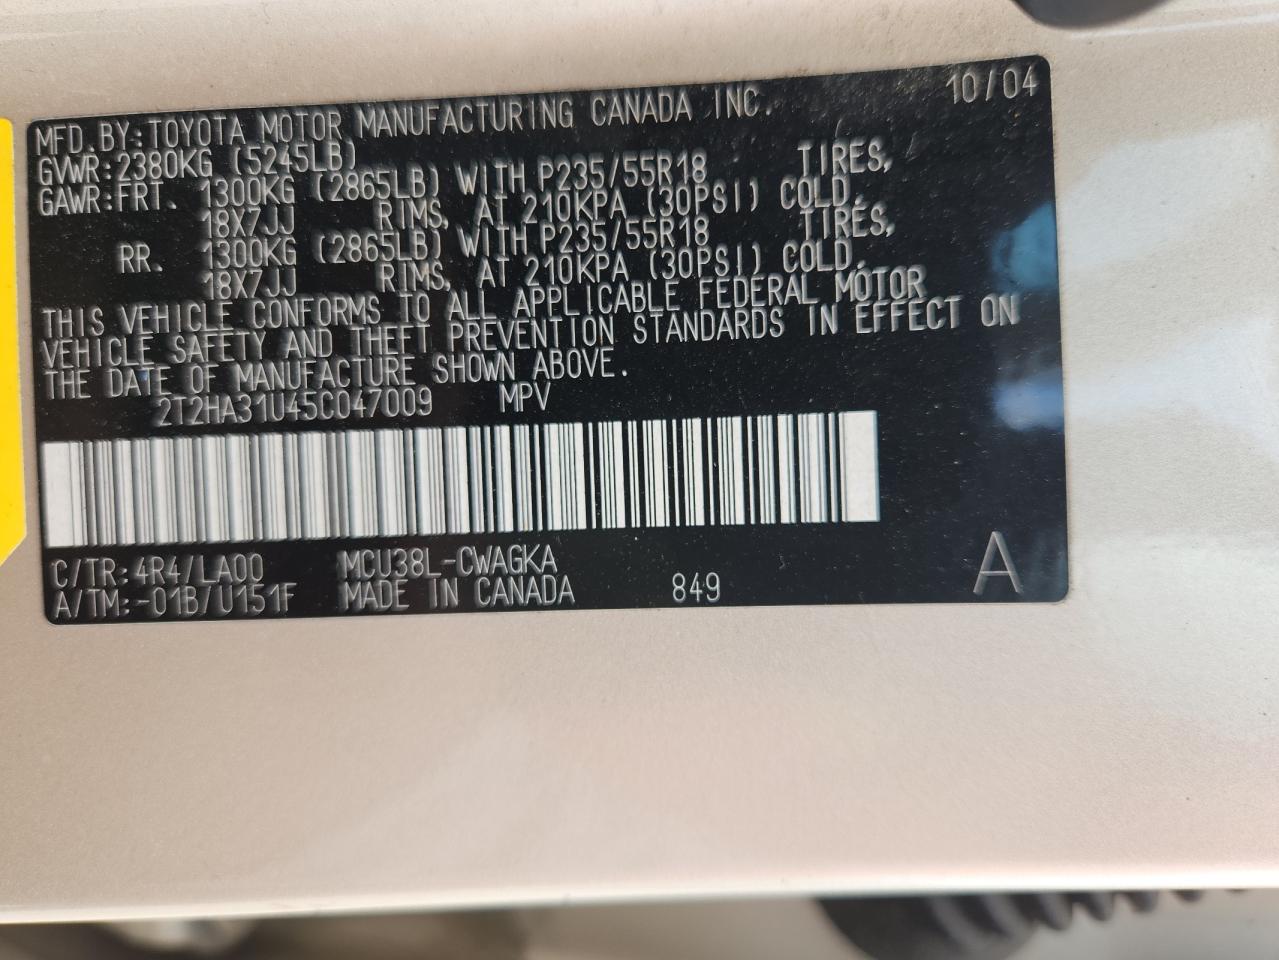 10/04
MFD.BY:TOYOTA MOTOR MANUFACTURING CANADA INC.
GVWR:2380KG (5245LB)
GAWR:FRT. 1300KG (2865LB) WITH P235/55R18 TIRES,
18X7JJ RIMS, AT 210KPA (30PSI) COLD.
RR. 1300KG (2865LB) WITH P235/55R18 TIRES,
18X7JJ RIMS, AT 210KPA (30PSI) COLD.
THIS VEHICLE CONFORMS TO ALL APPLICABLE FEDERAL MOTOR
VEHICLE SAFETY AND THEFT PREVENTION STANDARDS IN EFFECT ON
THE DATE OF MANUFACTURE SHOWN ABOVE.
2T2HA31U45C047009 MPV
C/TR:4R4/LA00 MCU38L-CWAGKA
A/TM:-01B/U151F MADE IN CANADA 849
A